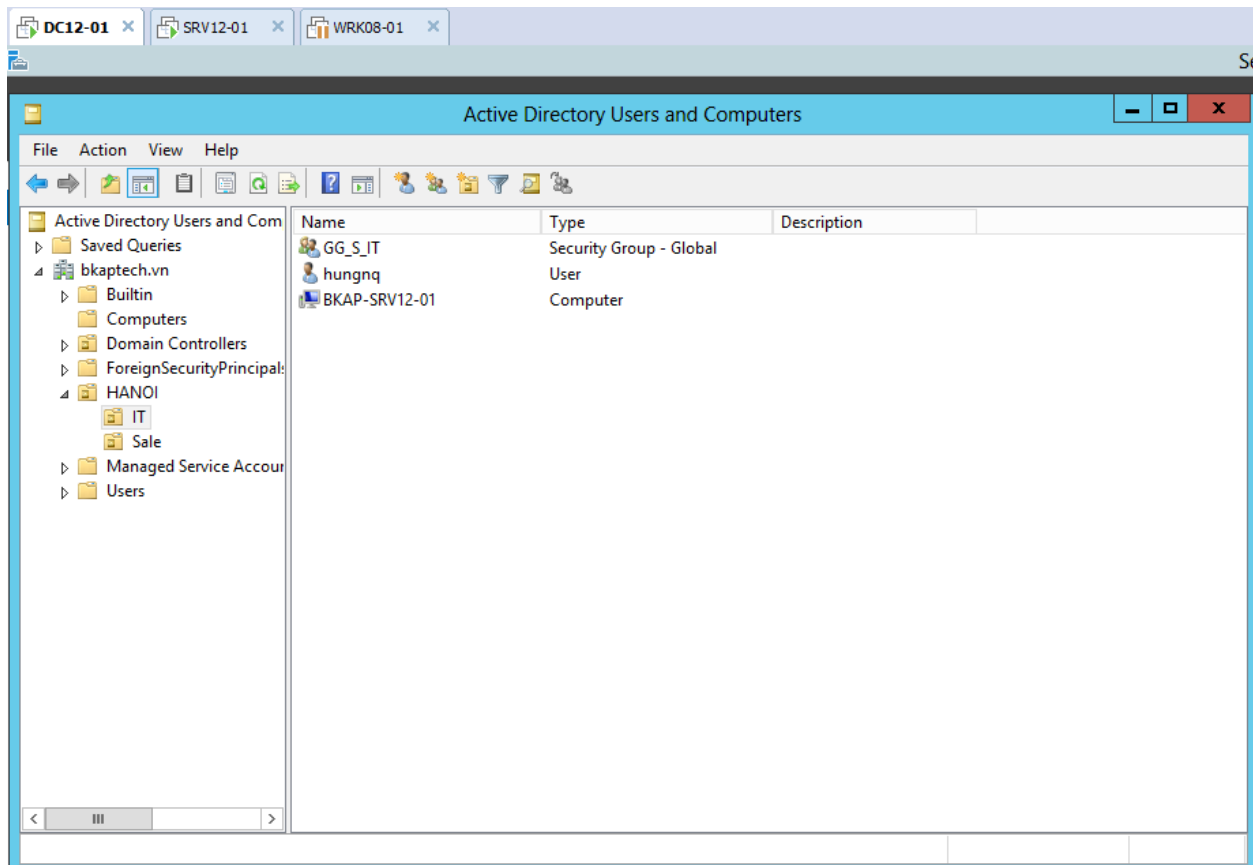 DC12-01 SRV12-01 WRK08-01
Se
Active Directory Users and Computers
File Action View Help
Active Directory Users and Com
Saved Queries
bkaptech.vn
Builtin
Computers
Domain Controllers
ForeignSecurityPrincipals
HANOI
IT
Sale
Managed Service Accour
Users
Name Type Description
GG_S_IT Security Group - Global
hungnq User
BKAP-SRV12-01 Computer